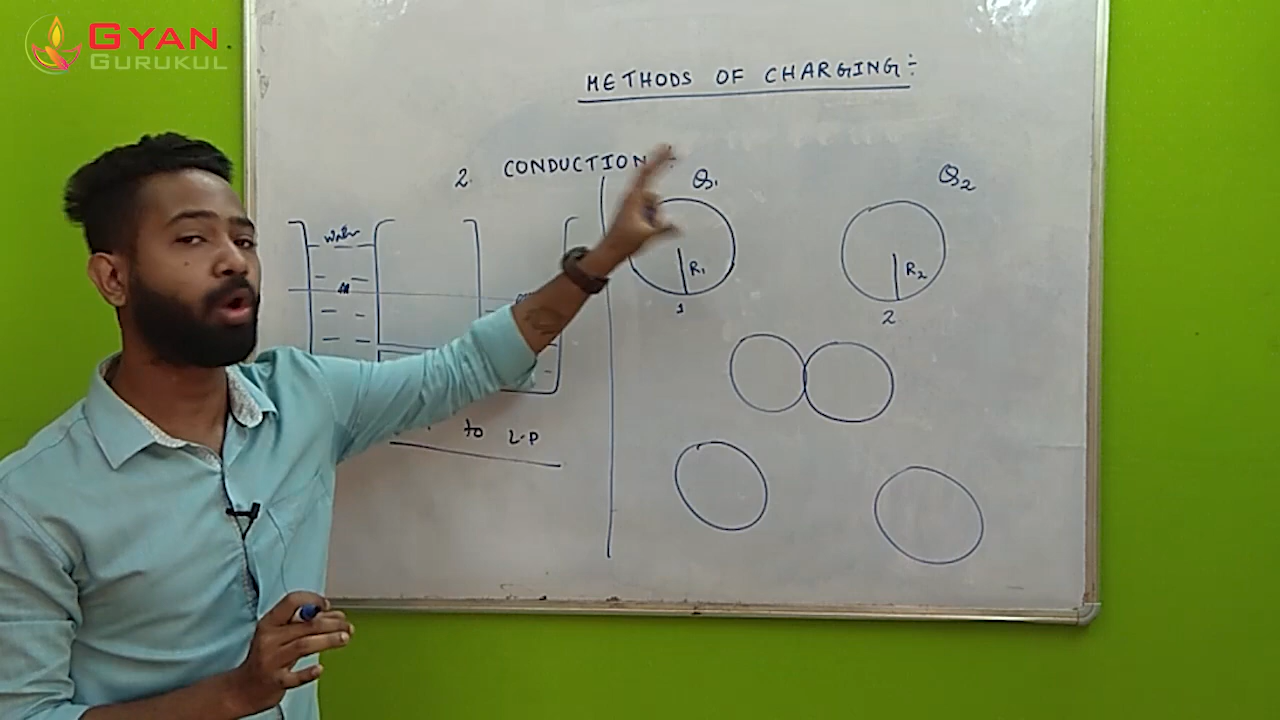 GYAN
GURUKUL
METHODS OF CHARGING:
2. CONDUCTION
Q₁
Q₂
Water
R₁
R₂
1
2
to L.P